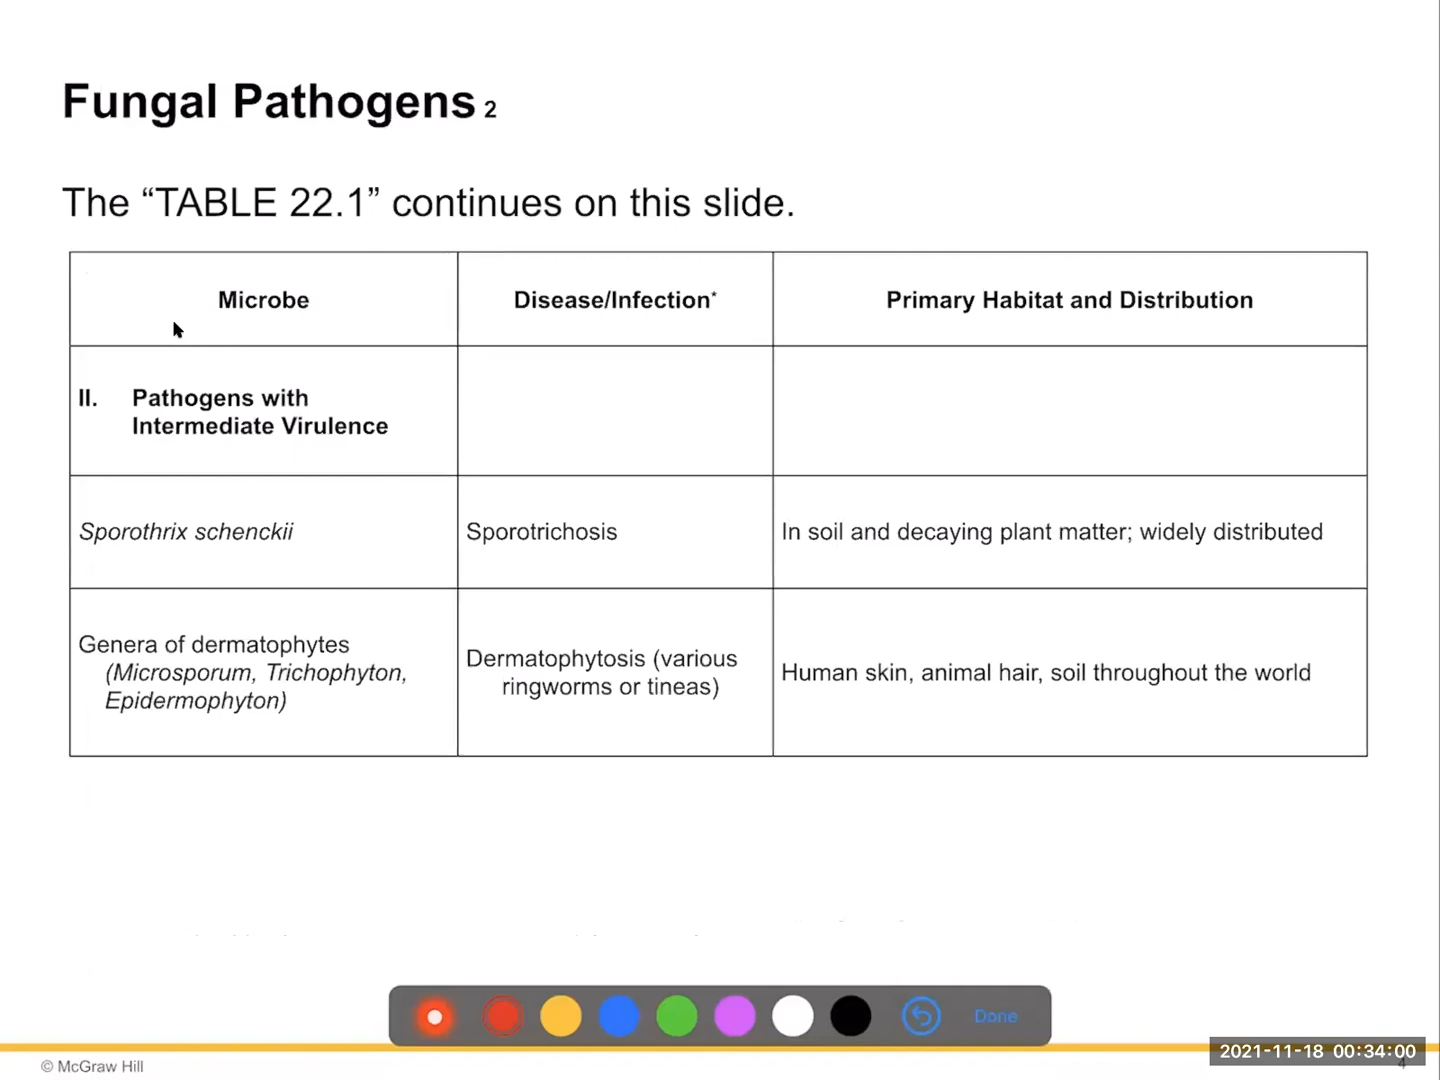 Fungal Pathogens 2
The “TABLE 22.1” continues on this slide.
Microbe
Disease/Infection*
Primary Habitat and Distribution
II. Pathogens with
Intermediate Virulence
Sporothrix schenckii
Sporotrichosis
In soil and decaying plant matter; widely distributed
Genera of dermatophytes
(Microsporum, Trichophyton,
Epidermophyton)
Dermatophytosis (various
ringworms or tineas)
Human skin, animal hair, soil throughout the world
Done
© McGraw Hill
2021-11-18 00:34:00
4